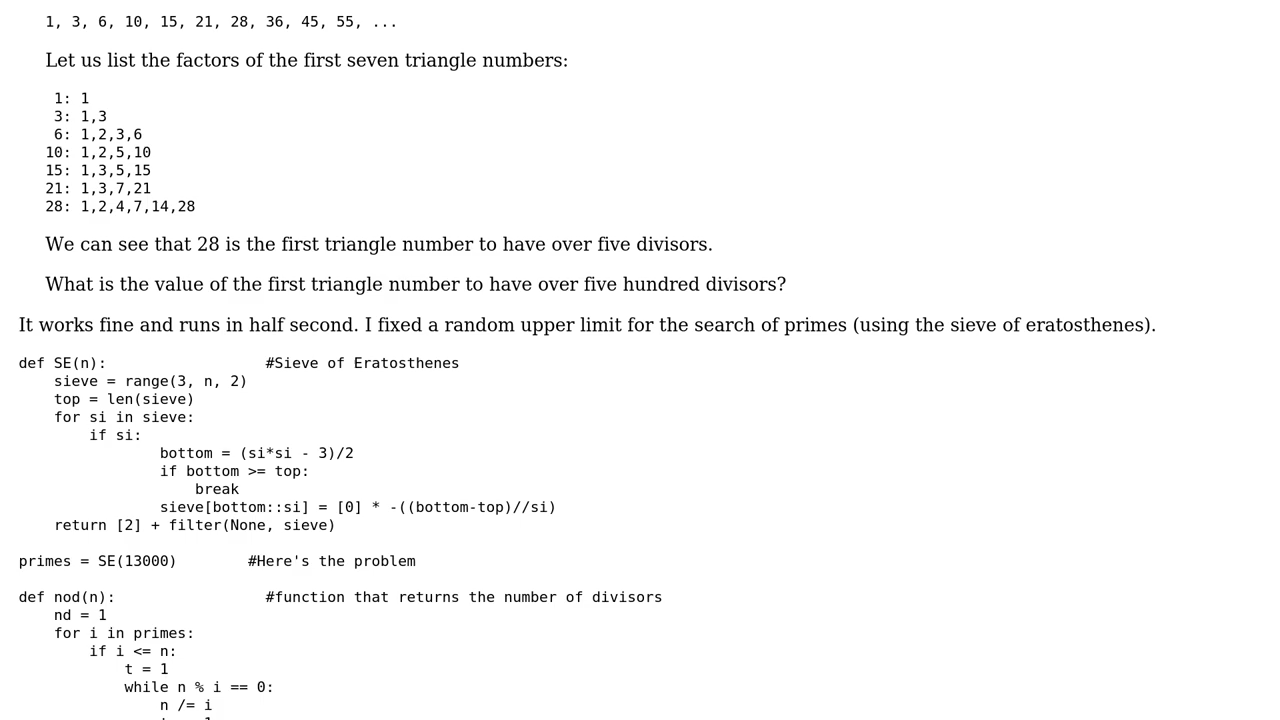 1, 3, 6, 10, 15, 21, 28, 36, 45, 55, ...
Let us list the factors of the first seven triangle numbers:
 1: 1
 3: 1,3
 6: 1,2,3,6
10: 1,2,5,10
15: 1,3,5,15
21: 1,3,7,21
28: 1,2,4,7,14,28
We can see that 28 is the first triangle number to have over five divisors.
What is the value of the first triangle number to have over five hundred divisors?
It works fine and runs in half second. I fixed a random upper limit for the search of primes (using the sieve of eratosthenes).
def SE(n):                  #Sieve of Eratosthenes
    sieve = range(3, n, 2)
    top = len(sieve)
    for si in sieve:
        if si:
                bottom = (si*si - 3)/2
                if bottom >= top:
                    break
                sieve[bottom::si] = [0] * -((bottom-top)//si)
    return [2] + filter(None, sieve)
primes = SE(13000)        #Here's the problem
def nod(n):                 #function that returns the number of divisors
    nd = 1
    for i in primes:
        if i <= n:
            t = 1
            while n % i == 0:
                n /= i